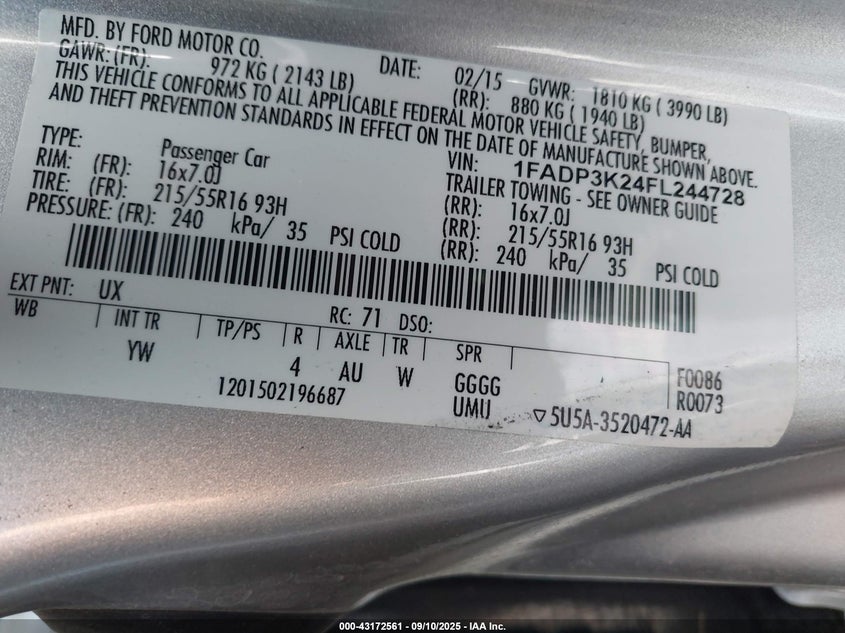 MFD. BY FORD MOTOR CO.
DATE: 02/15 GVWR: 1810 KG ( 3990 LB)
GAWR: (FR): 972 KG ( 2143 LB) (RR): 880 KG ( 1940 LB)
THIS VEHICLE CONFORMS TO ALL APPLICABLE FEDERAL MOTOR VEHICLE SAFETY, BUMPER,
AND THEFT PREVENTION STANDARDS IN EFFECT ON THE DATE OF MANUFACTURE SHOWN ABOVE.
VIN: 1FADP3K24FL244728
TYPE: Passenger Car TRAILER TOWING - SEE OWNER GUIDE
RIM: (FR): 16x7.0J (RR): 16x7.0J
TIRE: (FR): 215/55R16 93H (RR): 215/55R16 93H
PRESSURE: (FR): 240 kPa/ 35 PSI COLD (RR): 240 kPa/ 35 PSI COLD
EXT PNT: UX RC: 71 DSO:
WB INT TR TP/PS R AXLE TR SPR
YW 4 AU W GGGG F0086
1201502196687 UMU R0073
▽5U5A-3520472-AA
000-43172561 - 09/10/2025 - IAA Inc.